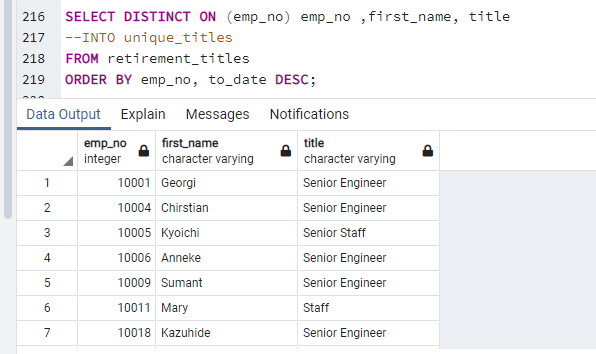 216 SELECT DISTINCT ON (emp_no) emp_no ,first_name, title
217 --INTO unique_titles
218 FROM retirement_titles
219 ORDER BY emp_no, to_date DESC;
Data Output Explain Messages Notifications
emp_no first_name title
integer character varying character varying
1 10001 Georgi Senior Engineer
2 10004 Chirstian Senior Engineer
3 10005 Kyoichi Senior Staff
4 10006 Anneke Senior Engineer
5 10009 Sumant Senior Engineer
6 10011 Mary Staff
7 10018 Kazuhide Senior Engineer